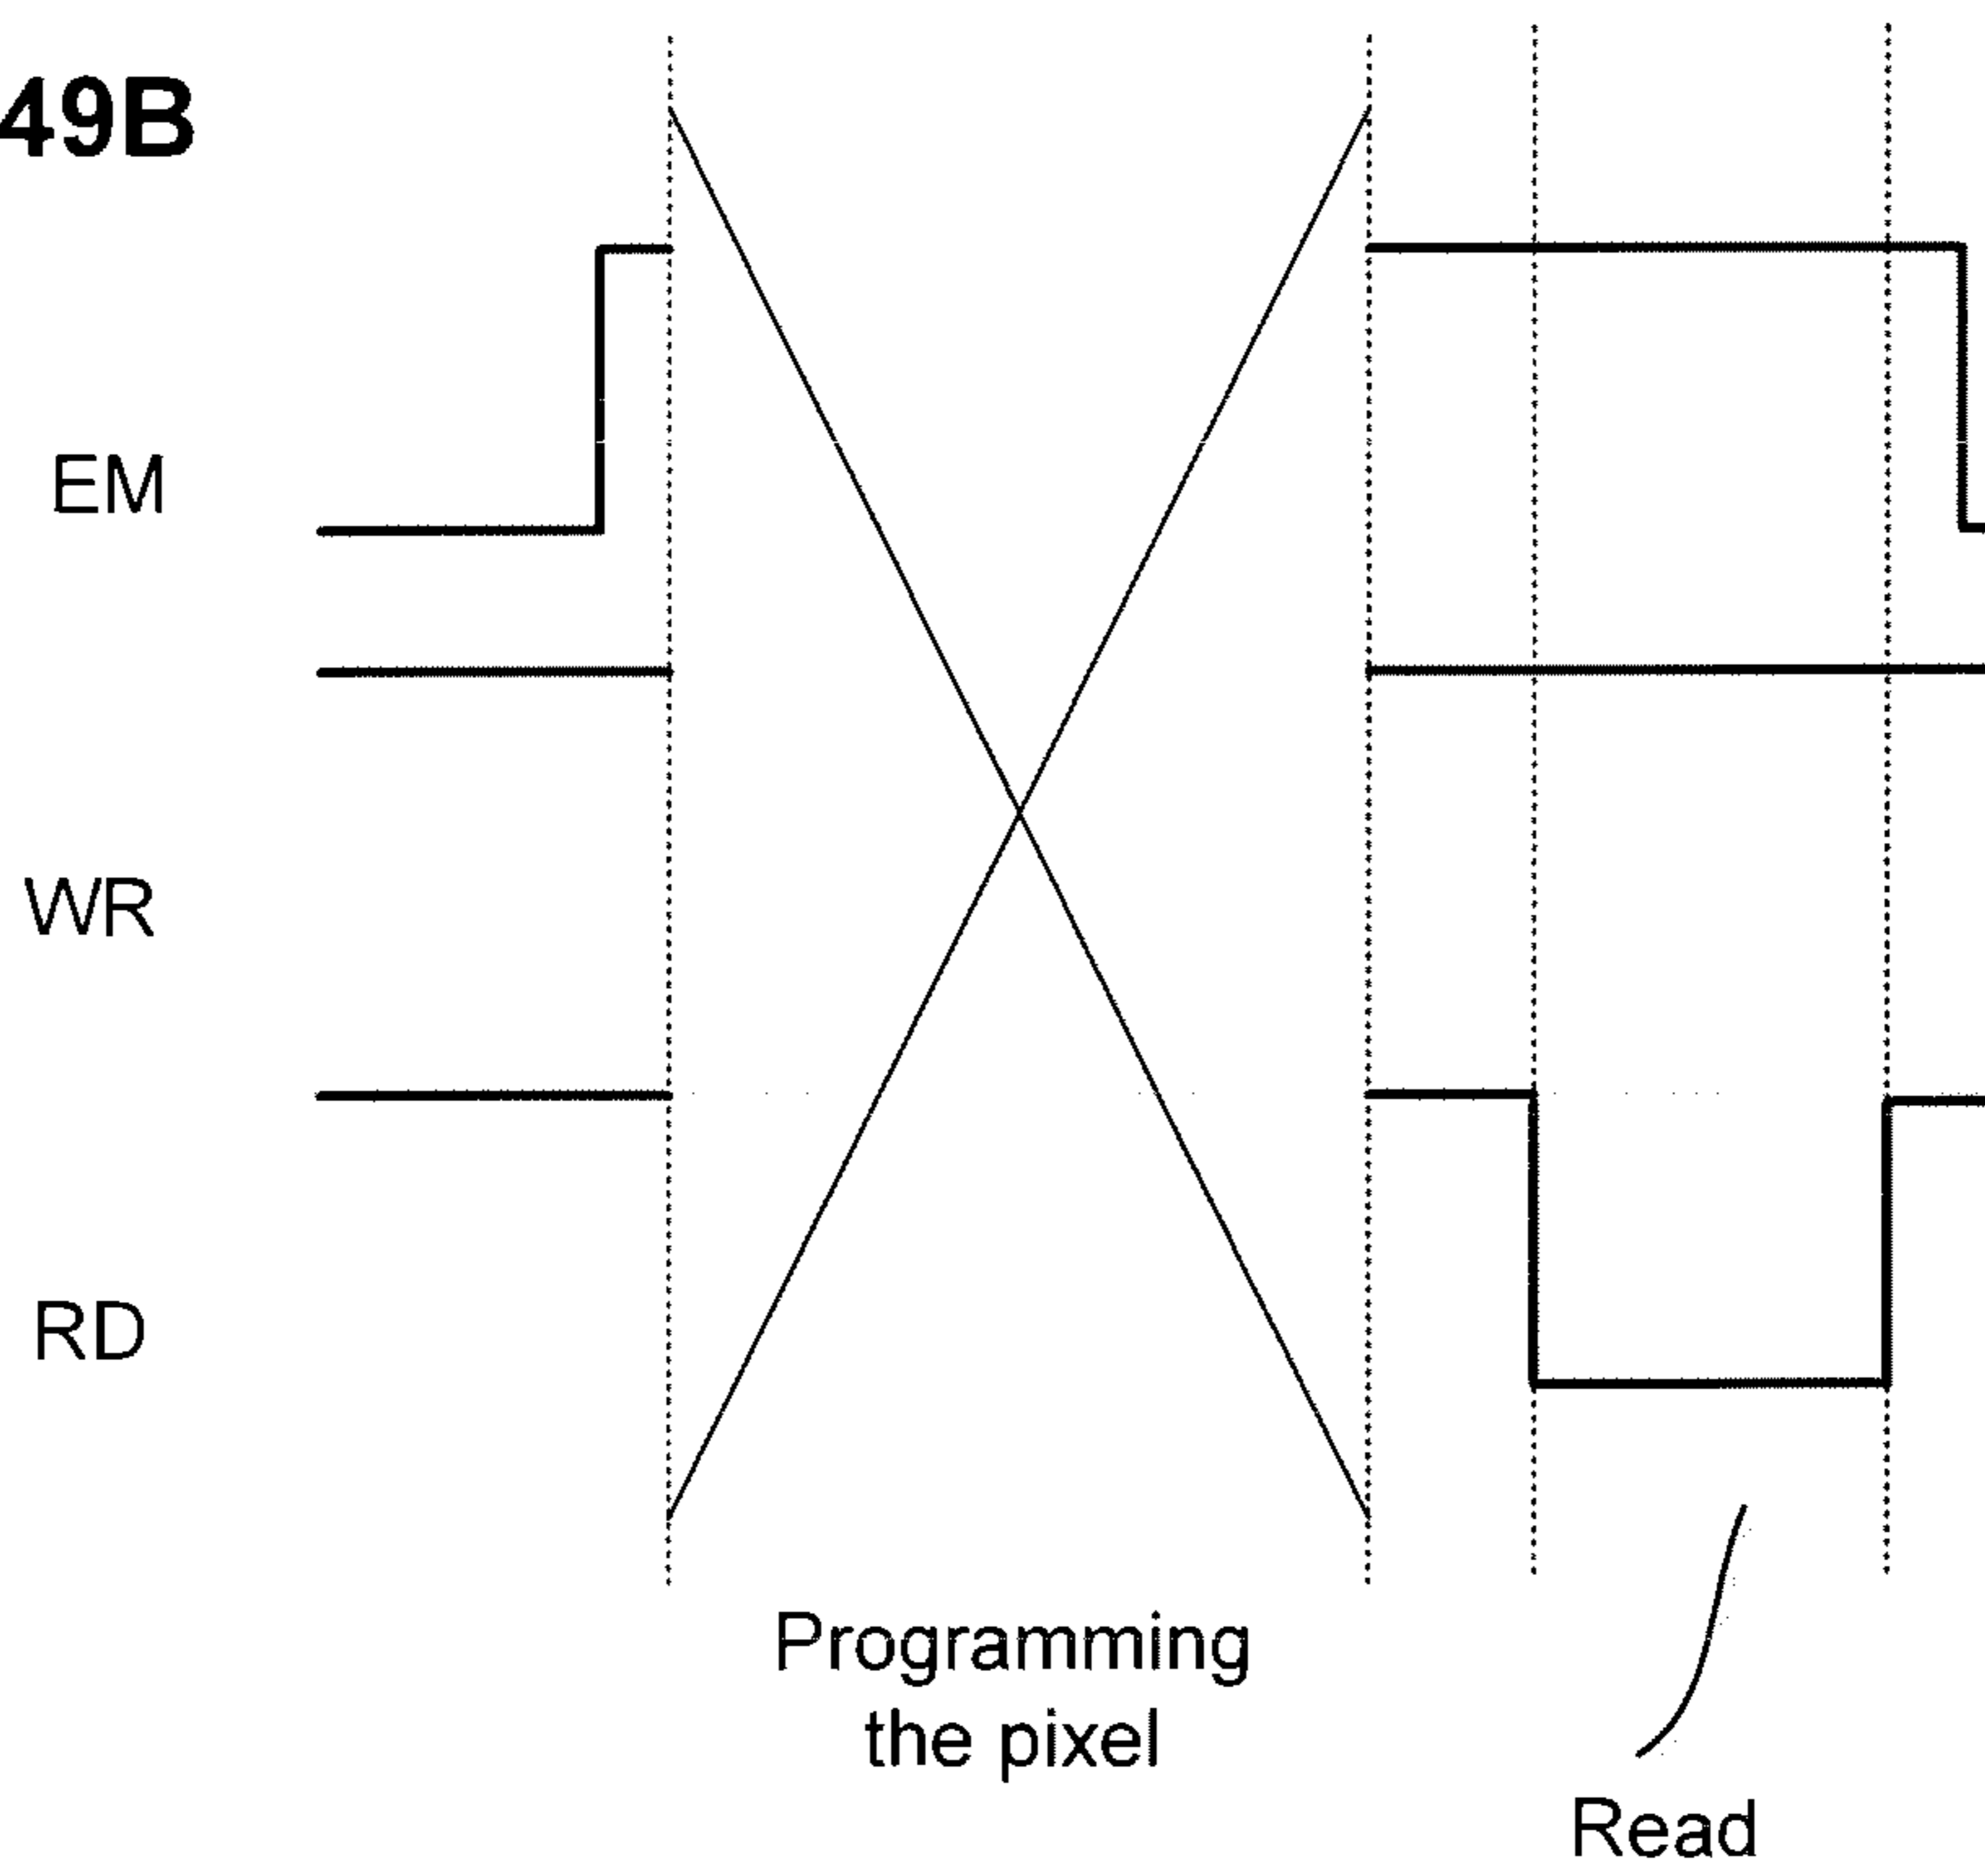 49B
EM
WR
RD
Programming
the pixel
Read